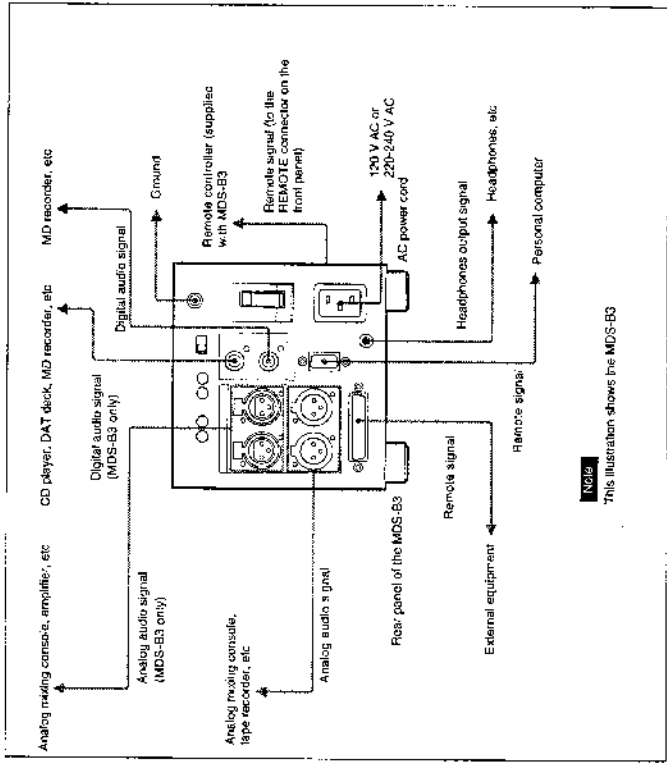 Analog mixing console, amplifier, etc
CD player, DAT deck, MD recorder, etc
MD recorder, etc
Analog audio signal
(MDS-B3 only)
Digital audio signal
(MDS-B3 only)
Digital audio signal
Ground
Remote controller (supplied
with MDS-B3)
Remote signal (to the
REMOTE connector on the
front panel)
Analog mixing console,
tape recorder, etc
Analog audio signal
Rear panel of the MDS-B3
120 V AC or
220-240 V AC
AC power cord
Remote signal
External equipment
Headphones output signal
Headphones, etc
Remote signal
Personal computer
Note
This illustration shows the MDS-B3